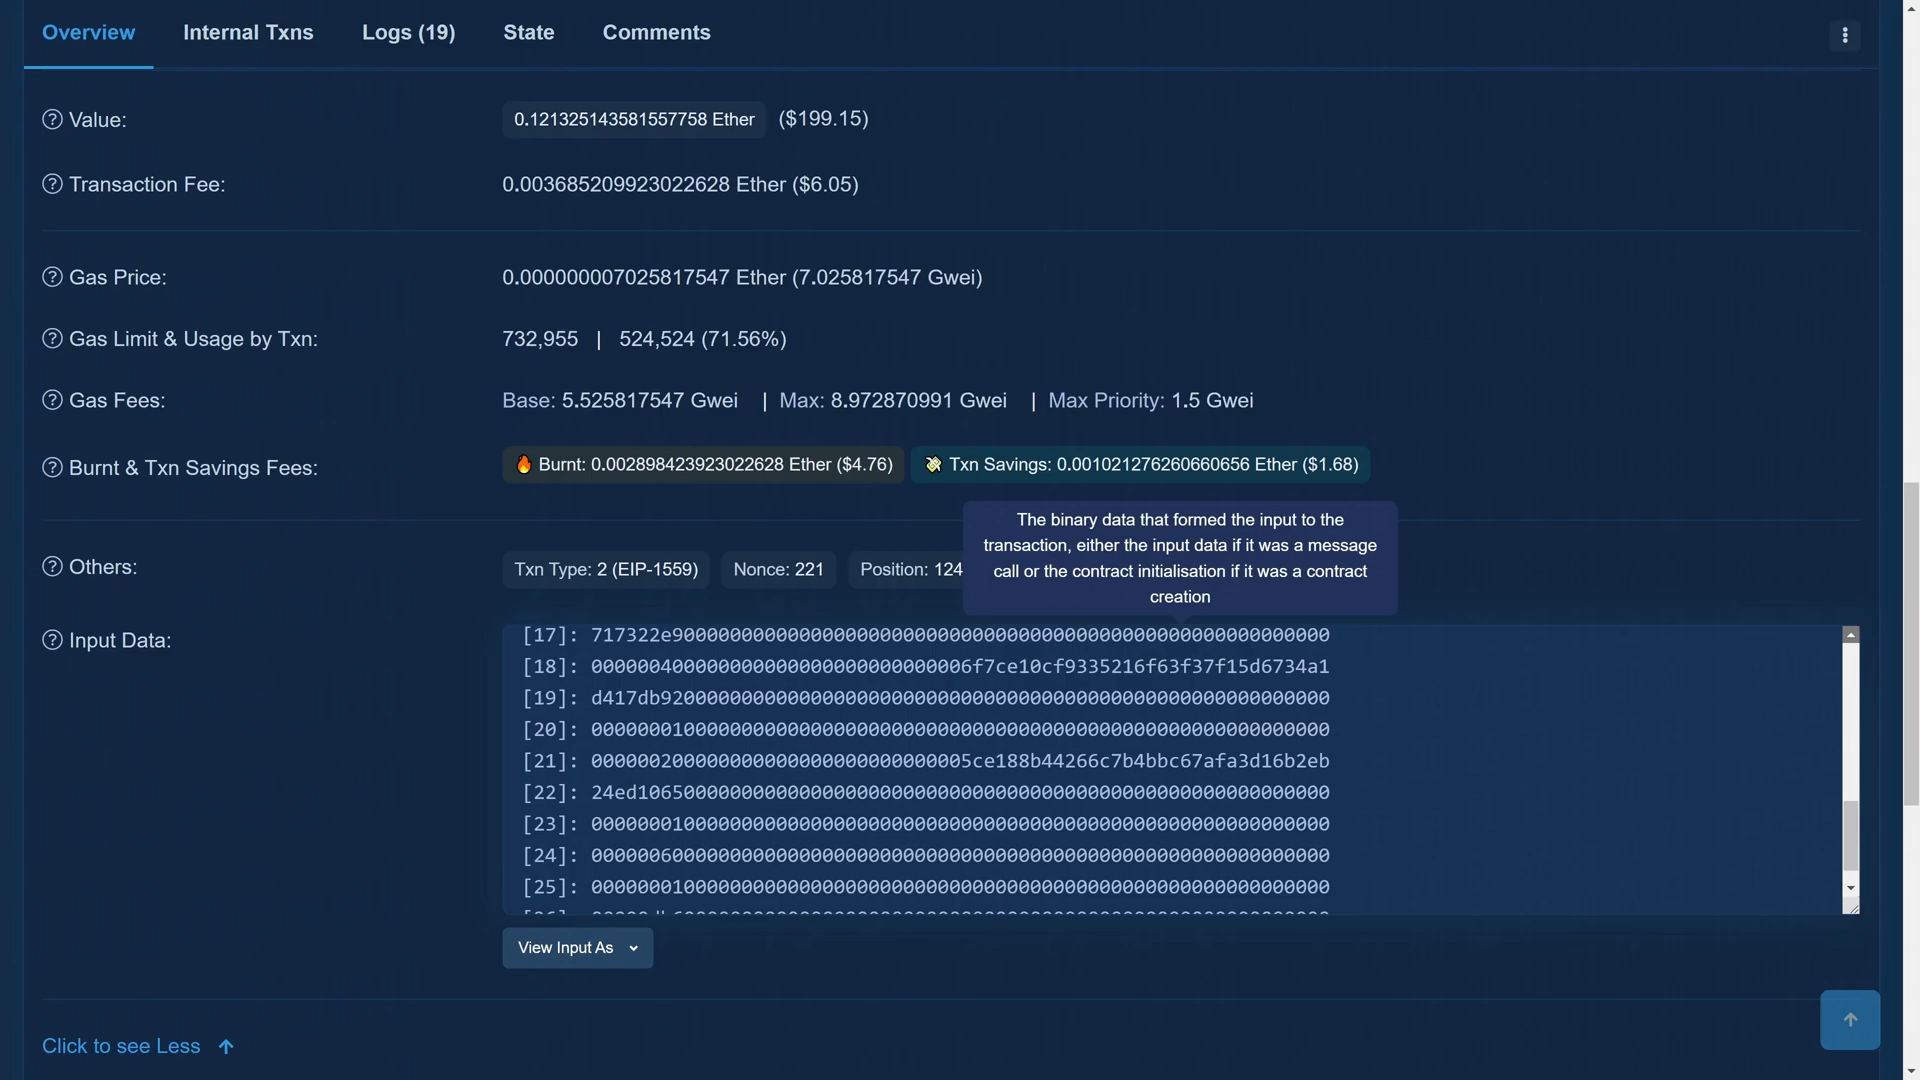 Overview Internal Txns Logs (19) State Comments
Value: 0.121325143581557758 Ether ($199.15)
Transaction Fee: 0.003685209923022628 Ether ($6.05)
Gas Price: 0.000000007025817547 Ether (7.025817547 Gwei)
Gas Limit & Usage by Txn: 732,955 | 524,524 (71.56%)
Gas Fees: Base: 5.525817547 Gwei | Max: 8.972870991 Gwei | Max Priority: 1.5 Gwei
Burnt & Txn Savings Fees: Burnt: 0.002898423923022628 Ether ($4.76) Txn Savings: 0.001021276260660656 Ether ($1.68)
The binary data that formed the input to the
transaction, either the input data if it was a message
call or the contract initialisation if it was a contract
creation
Others: Txn Type: 2 (EIP-1559) Nonce: 221 Position: 124
Input Data:
[17]: 717322e900000000000000000000000000000000000000000000000000000000
[18]: 000000400000000000000000000000006f7ce10cf9335216f63f37f15d6734a1
[19]: d417db9200000000000000000000000000000000000000000000000000000000
[20]: 0000000100000000000000000000000000000000000000000000000000000000
[21]: 000000200000000000000000000000005ce188b44266c7b4bbc67afa3d16b2eb
[22]: 24ed106500000000000000000000000000000000000000000000000000000000
[23]: 0000000100000000000000000000000000000000000000000000000000000000
[24]: 0000006000000000000000000000000000000000000000000000000000000000
[25]: 0000000100000000000000000000000000000000000000000000000000000000
View Input As
Click to see Less